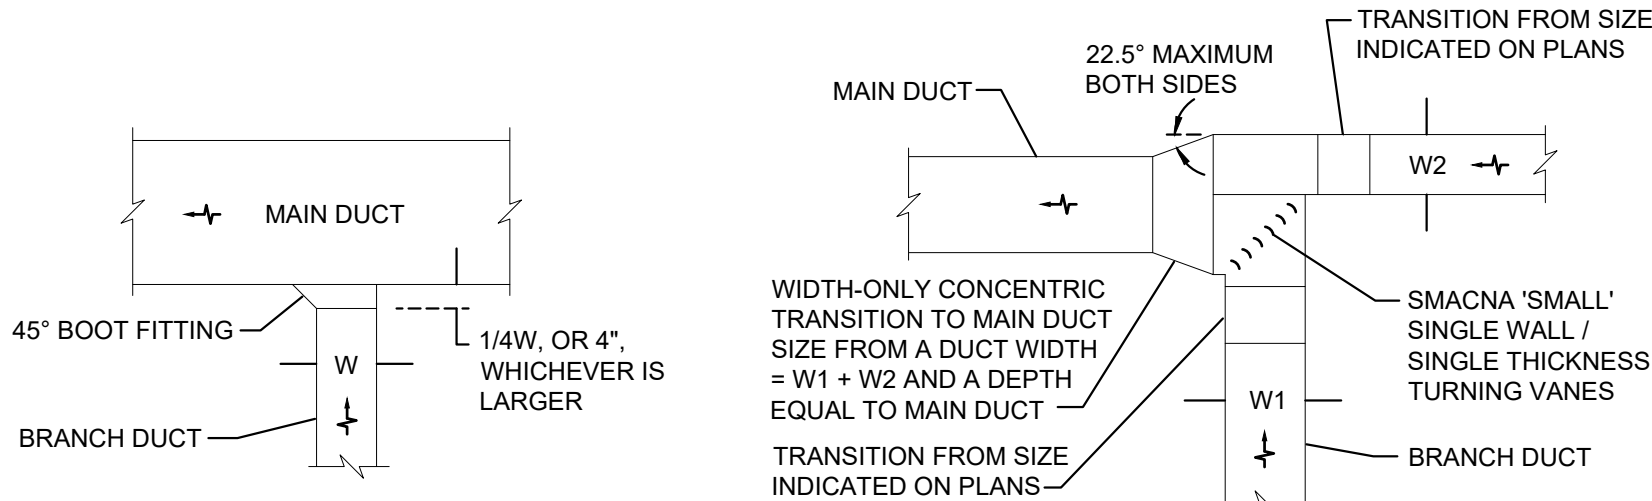 MAIN DUCT
45° BOOT FITTING
W
1/4W, OR 4",
WHICHEVER IS
LARGER
BRANCH DUCT
TRANSITION FROM SIZE
INDICATED ON PLANS
22.5° MAXIMUM
BOTH SIDES
MAIN DUCT
W2
WIDTH-ONLY CONCENTRIC
TRANSITION TO MAIN DUCT
SIZE FROM A DUCT WIDTH
= W1 + W2 AND A DEPTH
EQUAL TO MAIN DUCT
SMACNA 'SMALL'
SINGLE WALL /
SINGLE THICKNESS
TURNING VANES
W1
TRANSITION FROM SIZE
INDICATED ON PLANS
BRANCH DUCT